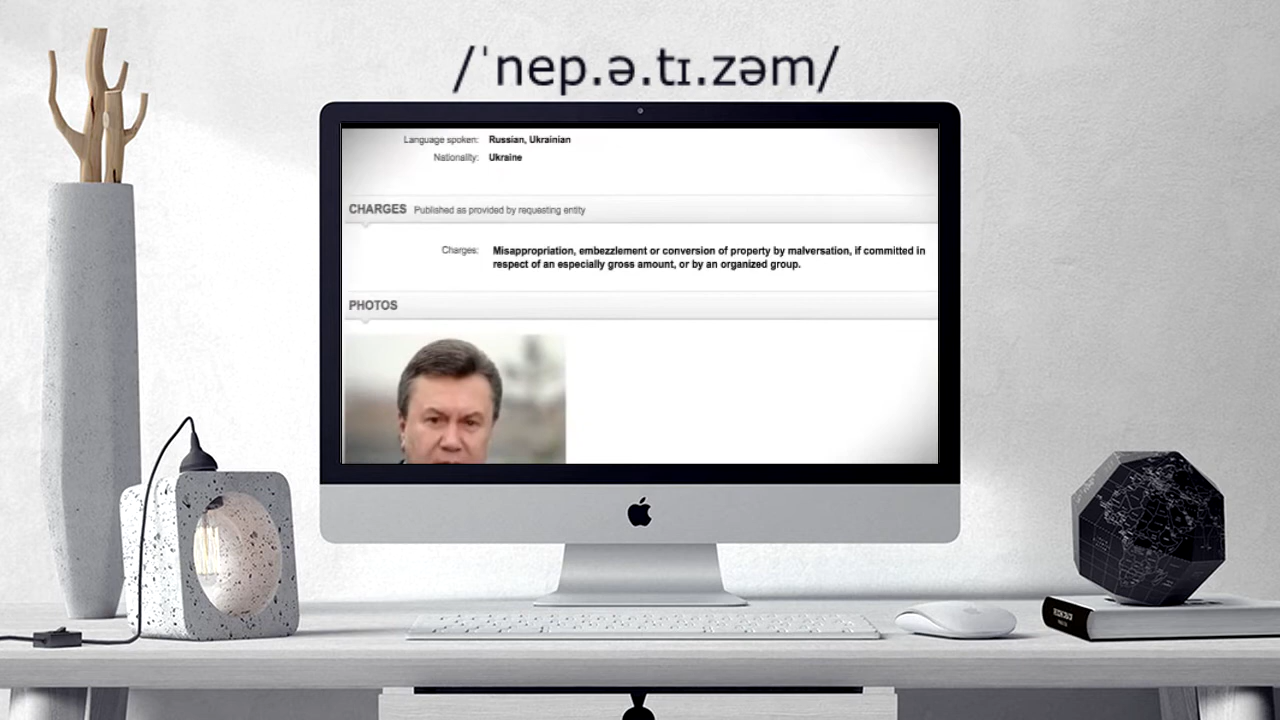 /ˈnep.ə.tɪ.zəm/
Language spoken: Russian, Ukrainian
Nationality: Ukraine
CHARGES Published as provided by requesting entity
Charges: Misappropriation, embezzlement or conversion of property by malversation, if committed in
respect of an especially gross amount, or by an organized group.
PHOTOS